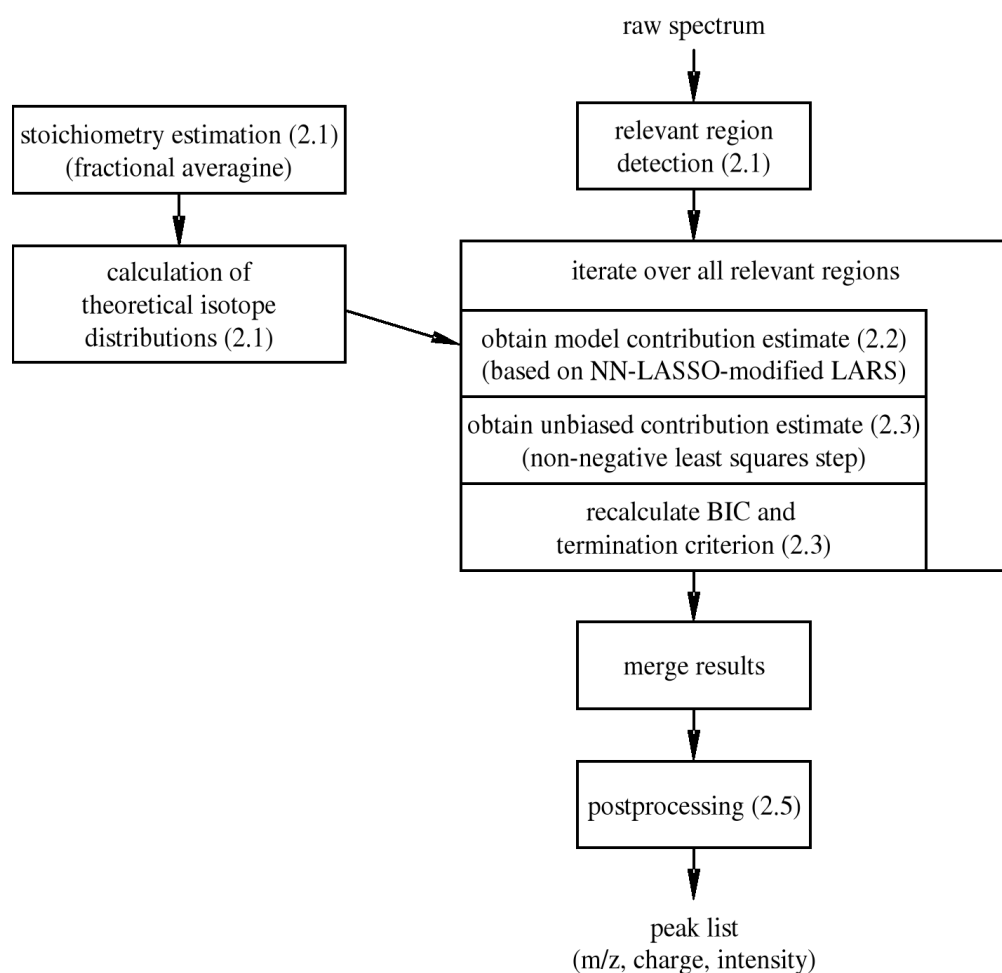 raw spectrum
stoichiometry estimation (2.1)
(fractional averagine)
relevant region
detection (2.1)
calculation of
theoretical isotope
distributions (2.1)
iterate over all relevant regions
obtain model contribution estimate (2.2)
(based on NN-LASSO-modified LARS)
obtain unbiased contribution estimate (2.3)
(non-negative least squares step)
recalculate BIC and
termination criterion (2.3)
merge results
postprocessing (2.5)
peak list
(m/z, charge, intensity)